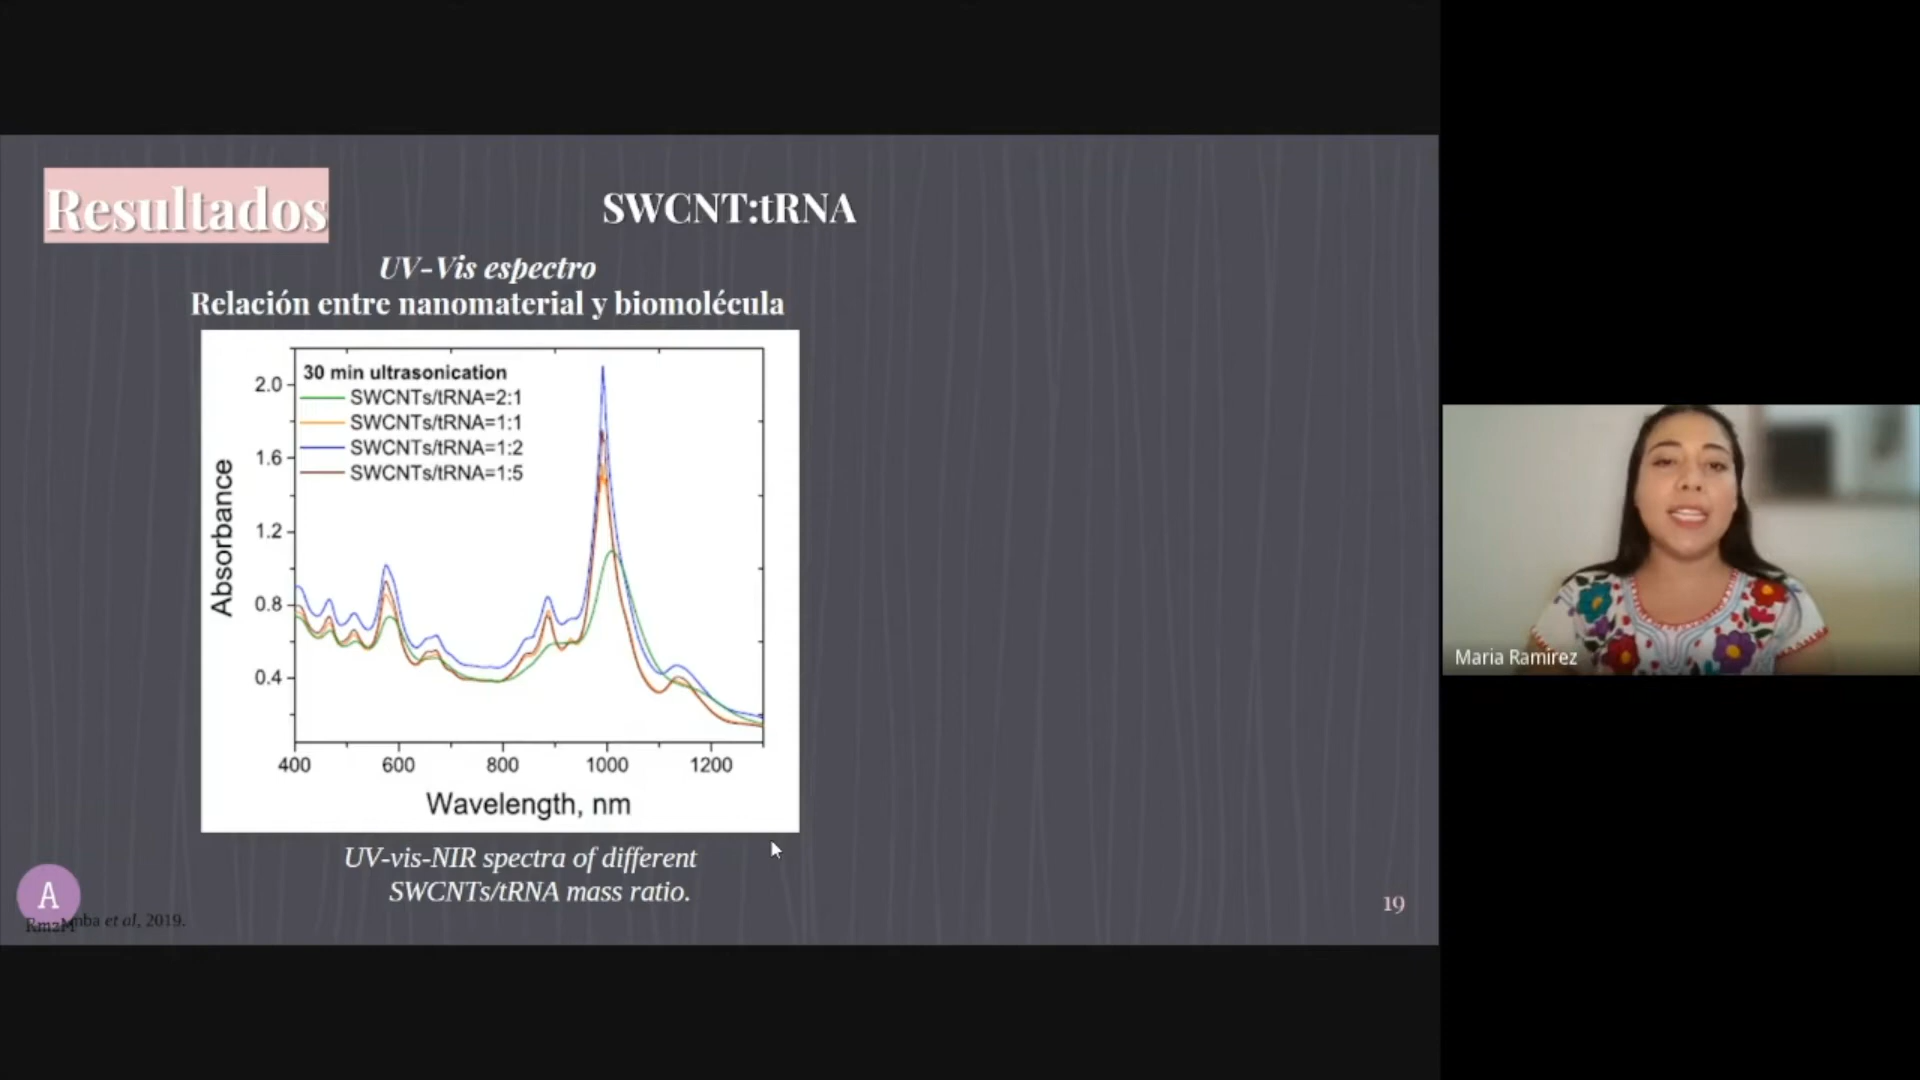 Resultados
SWCNT:tRNA
UV-Vis espectro
Relación entre nanomaterial y biomolécula
30 min ultrasonication
SWCNTs/tRNA=2:1
SWCNTs/tRNA=1:1
SWCNTs/tRNA=1:2
SWCNTs/tRNA=1:5
Absorbance
2.0
1.6
1.2
0.8
0.4
400 600 800 1000 1200
Wavelength, nm
UV-vis-NIR spectra of different
SWCNTs/tRNA mass ratio.
A
et al, 2019.
19
Maria Ramirez